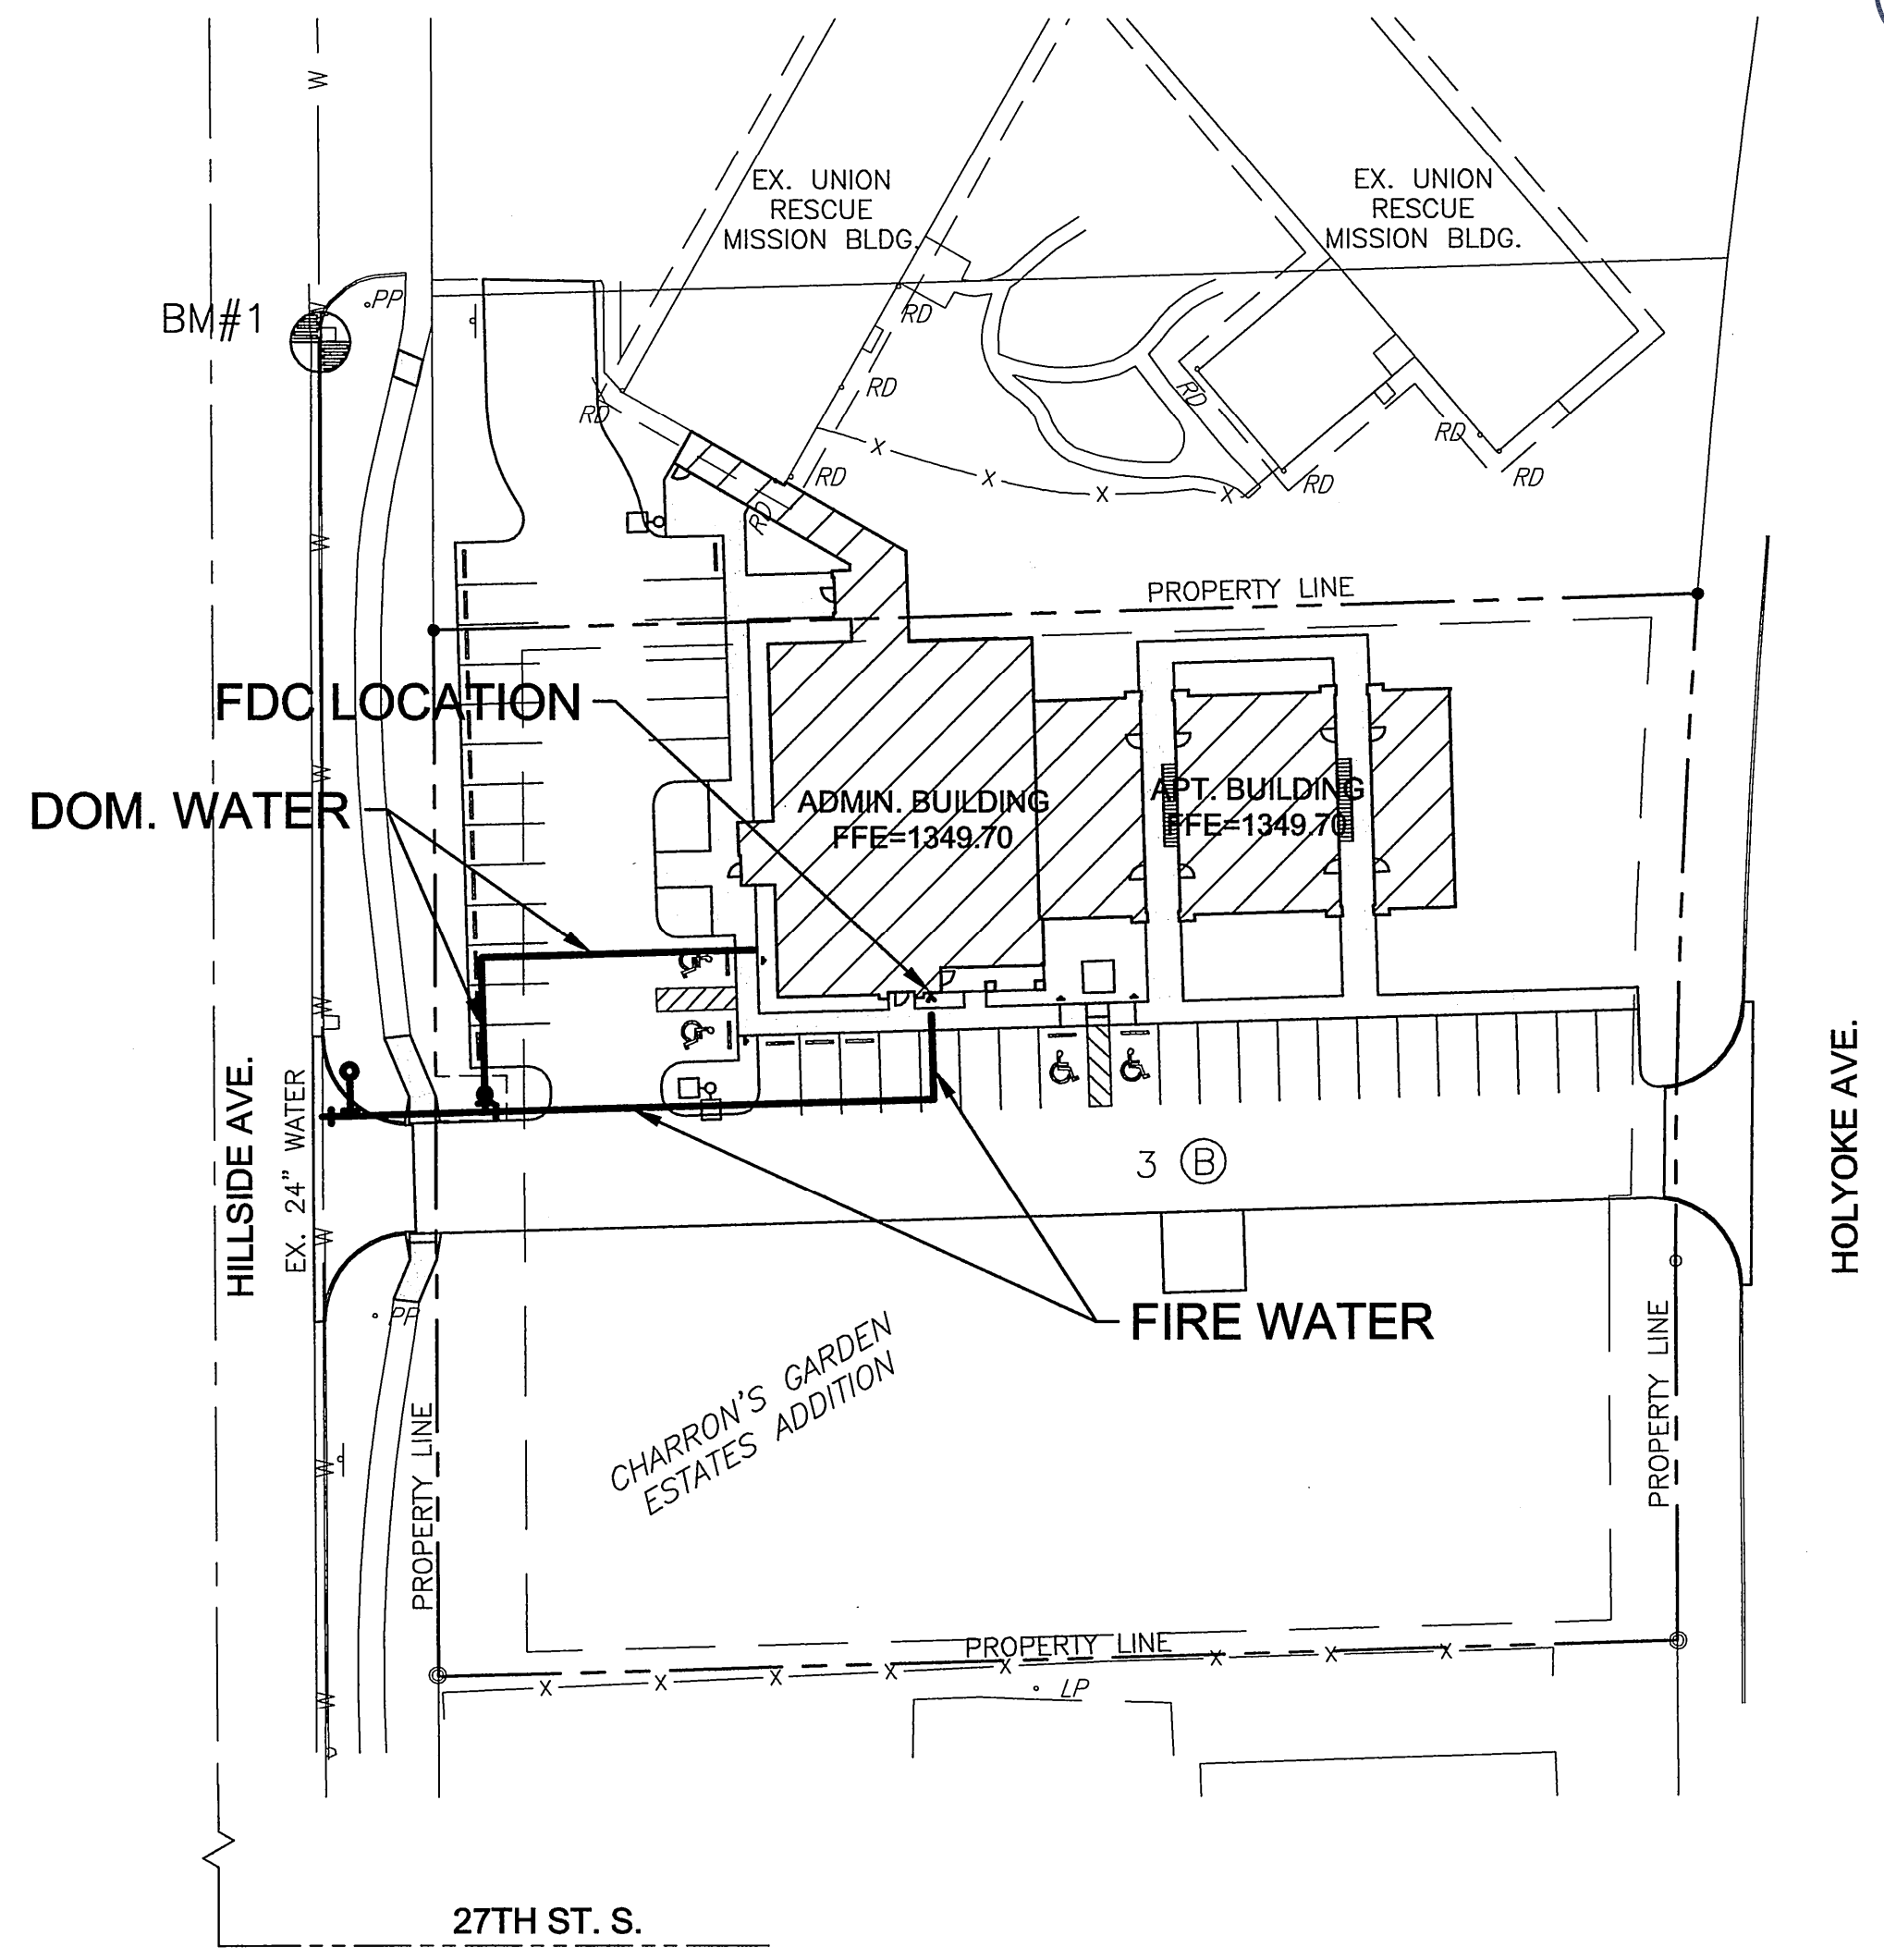 W
EX. UNION
RESCUE
MISSION BLDG.
EX. UNION
RESCUE
MISSION BLDG.
BM#1
PP
RD
RD
RD
RD
RD
RD
RD
RD
RD
X
X
X
X
X
W
PROPERTY LINE
FDC LOCATION
W
DOM. WATER
ADMIN. BUILDING
FFE=1349.70
APT. BUILDING
FFE=1349.70
W
HILLSIDE AVE.
EX. 24" WATER
HOLYOKE AVE.
3 B
W
PP
FIRE WATER
CHARRON'S GARDEN
ESTATES ADDITION
PROPERTY LINE
PROPERTY LINE
W
PROPERTY LINE
X
X
X
X
X
X
X
X
LP
W
27TH ST. S.